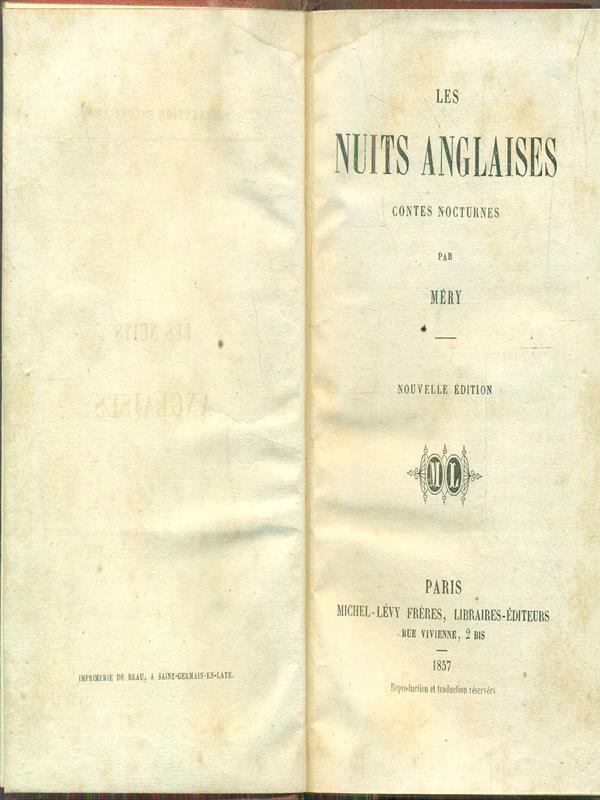 IMPRIMERIE DE BEAU, A SAINT-GERMAIN-EN-LAYE.
LES
NUITS ANGLAISES
CONTES NOCTURNES
PAR
MÉRY
NOUVELLE ÉDITION
ML
PARIS
MICHEL-LÉVY FRÈRES, LIBRAIRES-ÉDITEURS
RUE VIVIENNE, 2 BIS
1857
Reproduction et traduction réservées